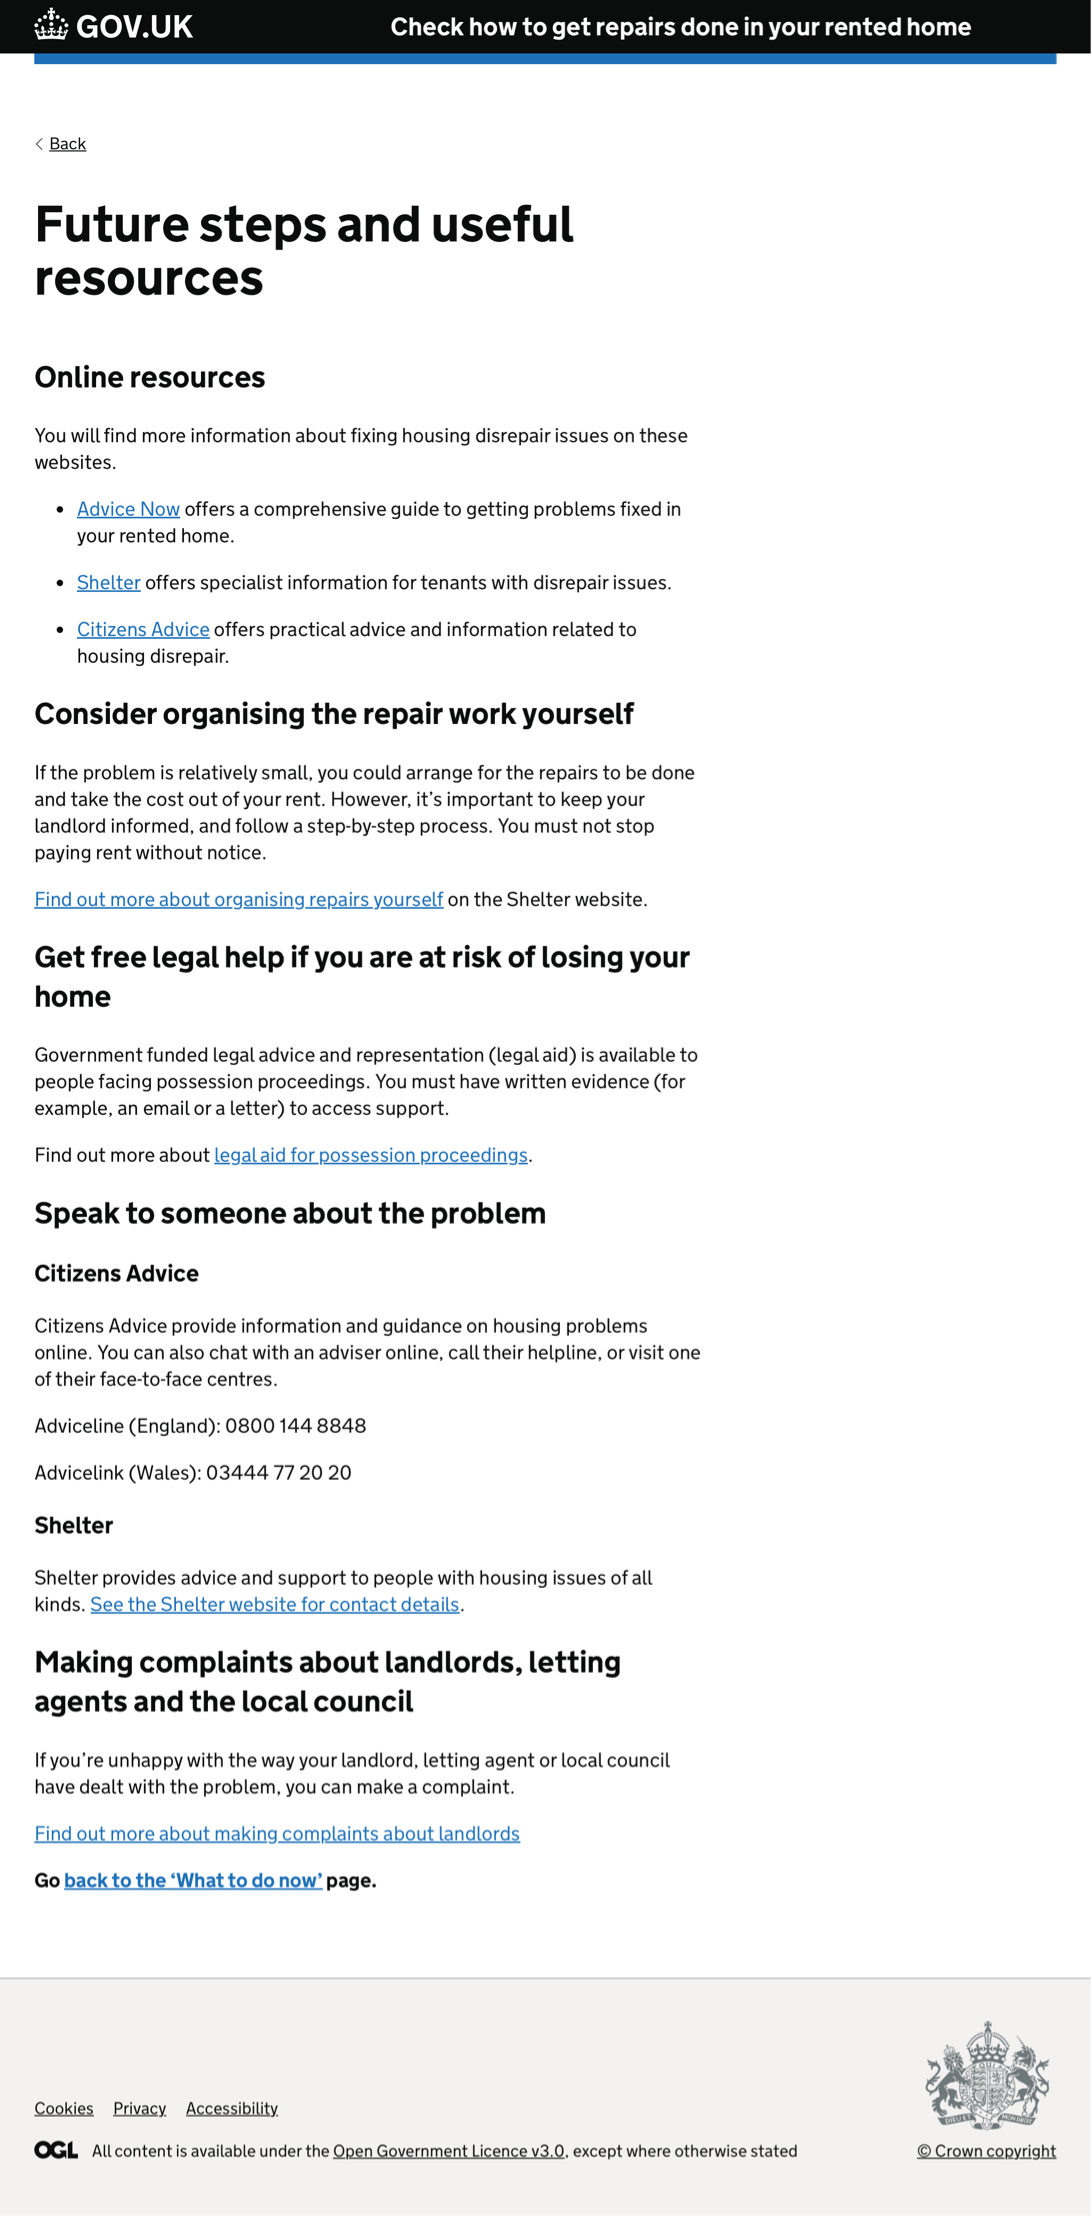 GOV.UK
Check how to get repairs done in your rented home
Back
Future steps and useful
resources
Online resources
You will find more information about fixing housing disrepair issues on these
websites.
• Advice Now offers a comprehensive guide to getting problems fixed in
your rented home.
• Shelter offers specialist information for tenants with disrepair issues.
• Citizens Advice offers practical advice and information related to
housing disrepair.
Consider organising the repair work yourself
If the problem is relatively small, you could arrange for the repairs to be done
and take the cost out of your rent. However, it’s important to keep your
landlord informed, and follow a step-by-step process. You must not stop
paying rent without notice.
Find out more about organising repairs yourself on the Shelter website.
Get free legal help if you are at risk of losing your
home
Government funded legal advice and representation (legal aid) is available to
people facing possession proceedings. You must have written evidence (for
example, an email or a letter) to access support.
Find out more about legal aid for possession proceedings.
Speak to someone about the problem
Citizens Advice
Citizens Advice provide information and guidance on housing problems
online. You can also chat with an adviser online, call their helpline, or visit one
of their face-to-face centres.
Adviceline (England): 0800 144 8848
Advicelink (Wales): 03444 77 20 20
Shelter
Shelter provides advice and support to people with housing issues of all
kinds. See the Shelter website for contact details.
Making complaints about landlords, letting
agents and the local council
If you’re unhappy with the way your landlord, letting agent or local council
have dealt with the problem, you can make a complaint.
Find out more about making complaints about landlords
Go back to the ‘What to do now’ page.
Cookies Privacy Accessibility
OGL All content is available under the Open Government Licence v3.0, except where otherwise stated
© Crown copyright